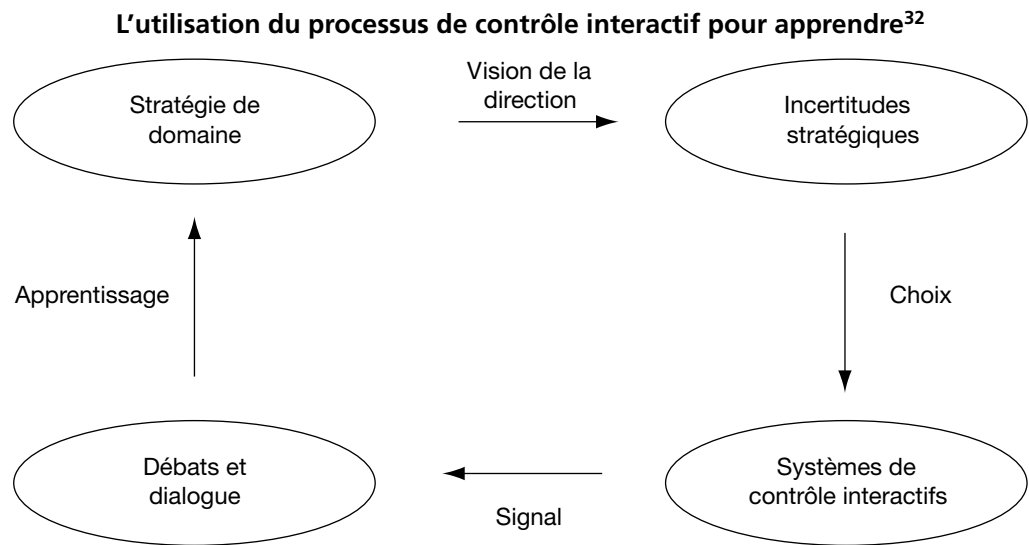 L’utilisation du processus de contrôle interactif pour apprendre³²
Stratégie de
domaine
Vision de la
direction
Incertitudes
stratégiques
Apprentissage
Choix
Débats et
dialogue
Signal
Systèmes de
contrôle interactifs